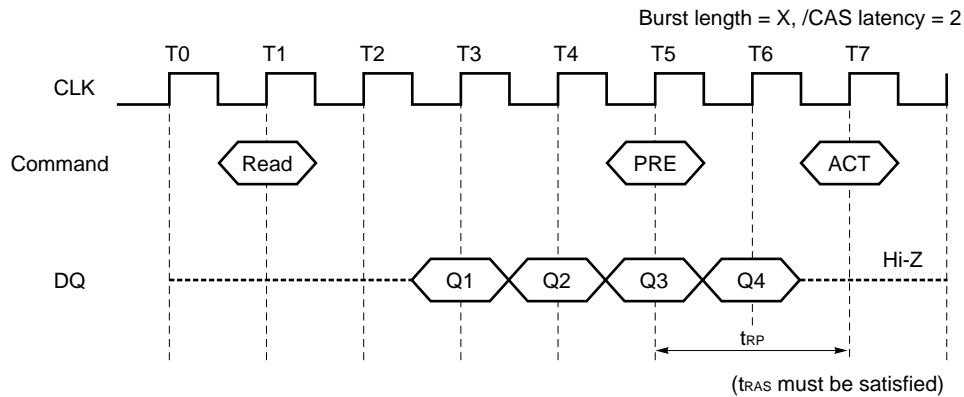 Burst length = X, /CAS latency = 2
T0 T1 T2 T3 T4 T5 T6 T7
CLK
Command Read PRE ACT
Hi-Z
DQ Q1 Q2 Q3 Q4
tRP
(tRAS must be satisfied)